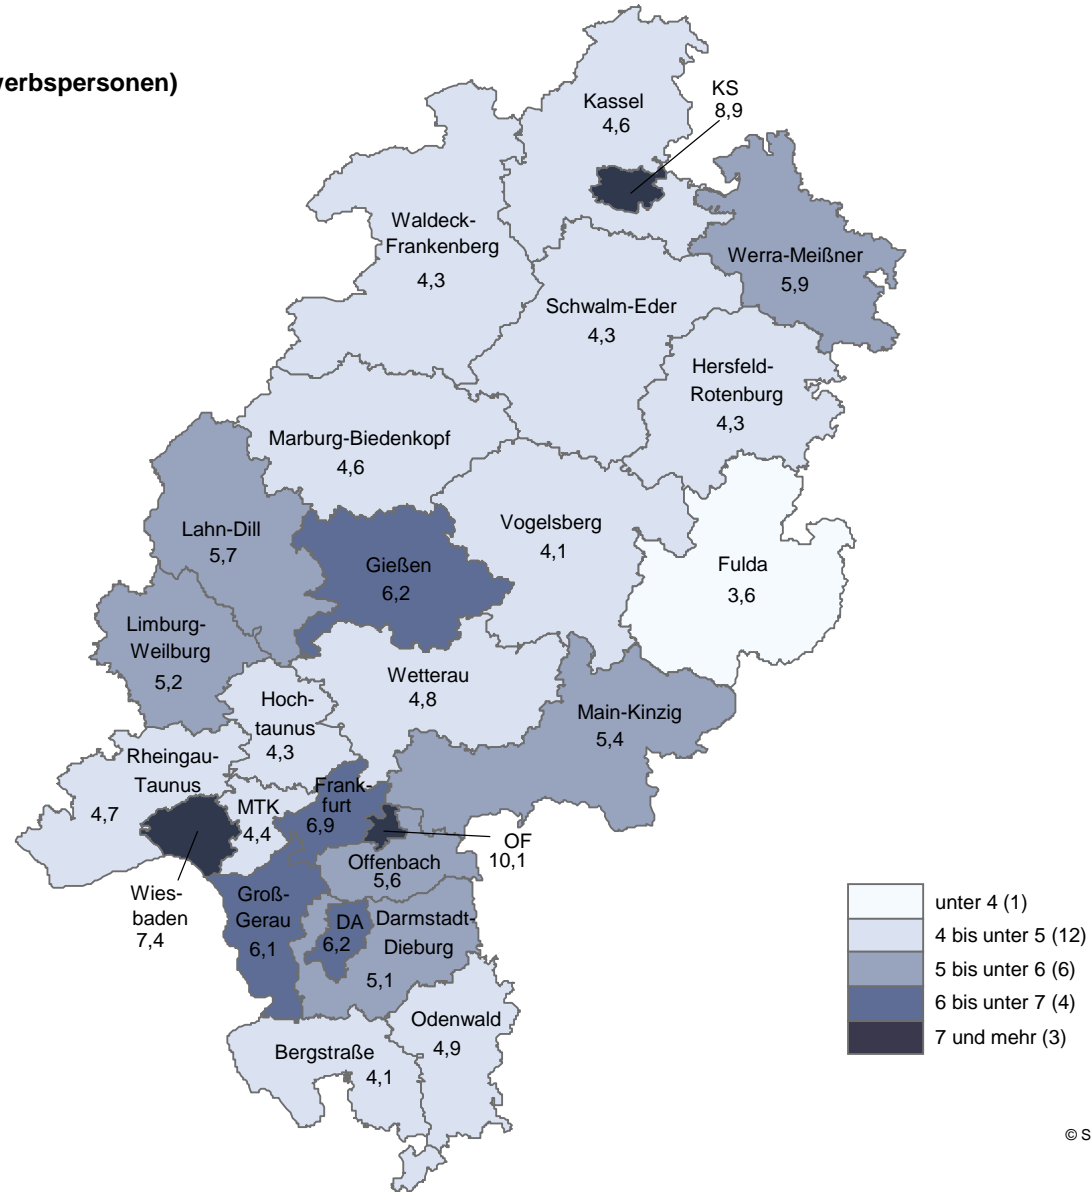 werbspersonen)
KS
8,9
Kassel
4,6
Waldeck-
Frankenberg
4,3
Werra-Meißner
5,9
Schwalm-Eder
4,3
Hersfeld-
Rotenburg
4,3
Marburg-Biedenkopf
4,6
Lahn-Dill
5,7
Vogelsberg
4,1
Gießen
6,2
Fulda
3,6
Limburg-
Weilburg
5,2
Wetterau
4,8
Hoch-
taunus
4,3
Main-Kinzig
5,4
Rheingau-
Taunus
4,7
Frank-
furt
6,9
MTK
4,4
OF
10,1
Offenbach
5,6
Wies-
baden
7,4
Groß-
Gerau
6,1
DA
6,2
Darmstadt-
Dieburg
5,1
Odenwald
4,9
Bergstraße
4,1
unter 4 (1)
4 bis unter 5 (12)
5 bis unter 6 (6)
6 bis unter 7 (4)
7 und mehr (3)
© S